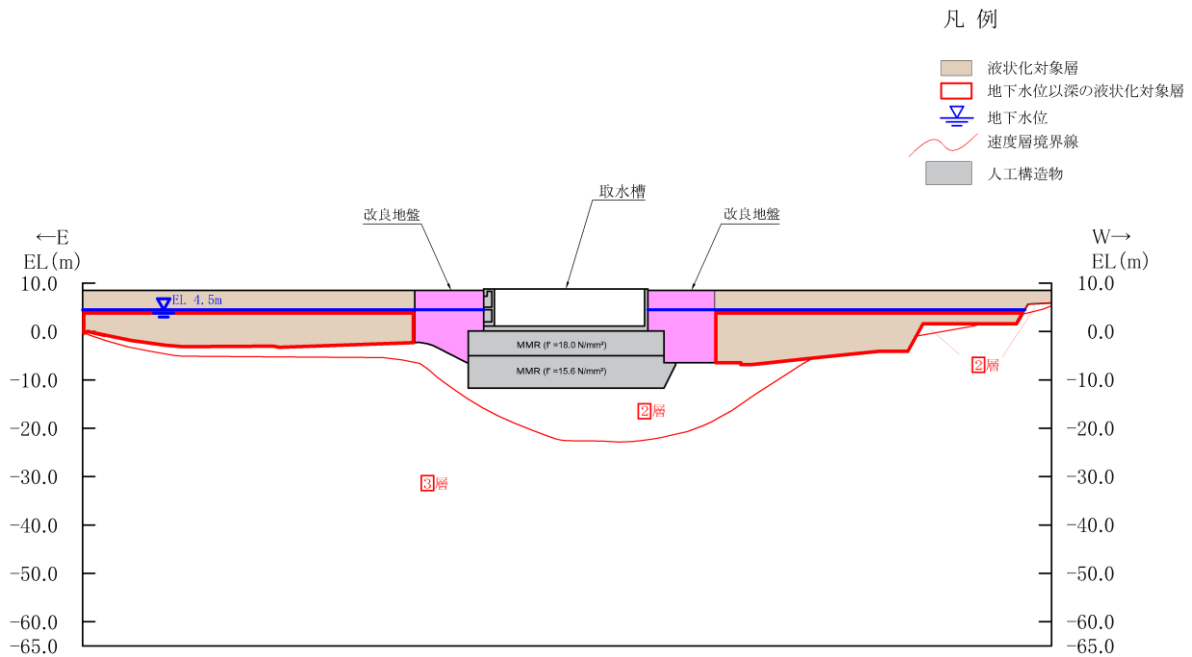 凡 例
液状化対象層
地下水位以深の液状化対象層
地下水位
速度層境界線
人工構造物
取水槽
改良地盤
改良地盤
←E
EL(m)
W→
EL(m)
10.0
0.0
-10.0
-20.0
-30.0
-40.0
-50.0
-60.0
-65.0
EL 4.5m
MMR (f' =18.0 N/mm²)
MMR (f' =15.6 N/mm²)
2層
2層
3層
10.0
0.0
-10.0
-20.0
-30.0
-40.0
-50.0
-60.0
-65.0